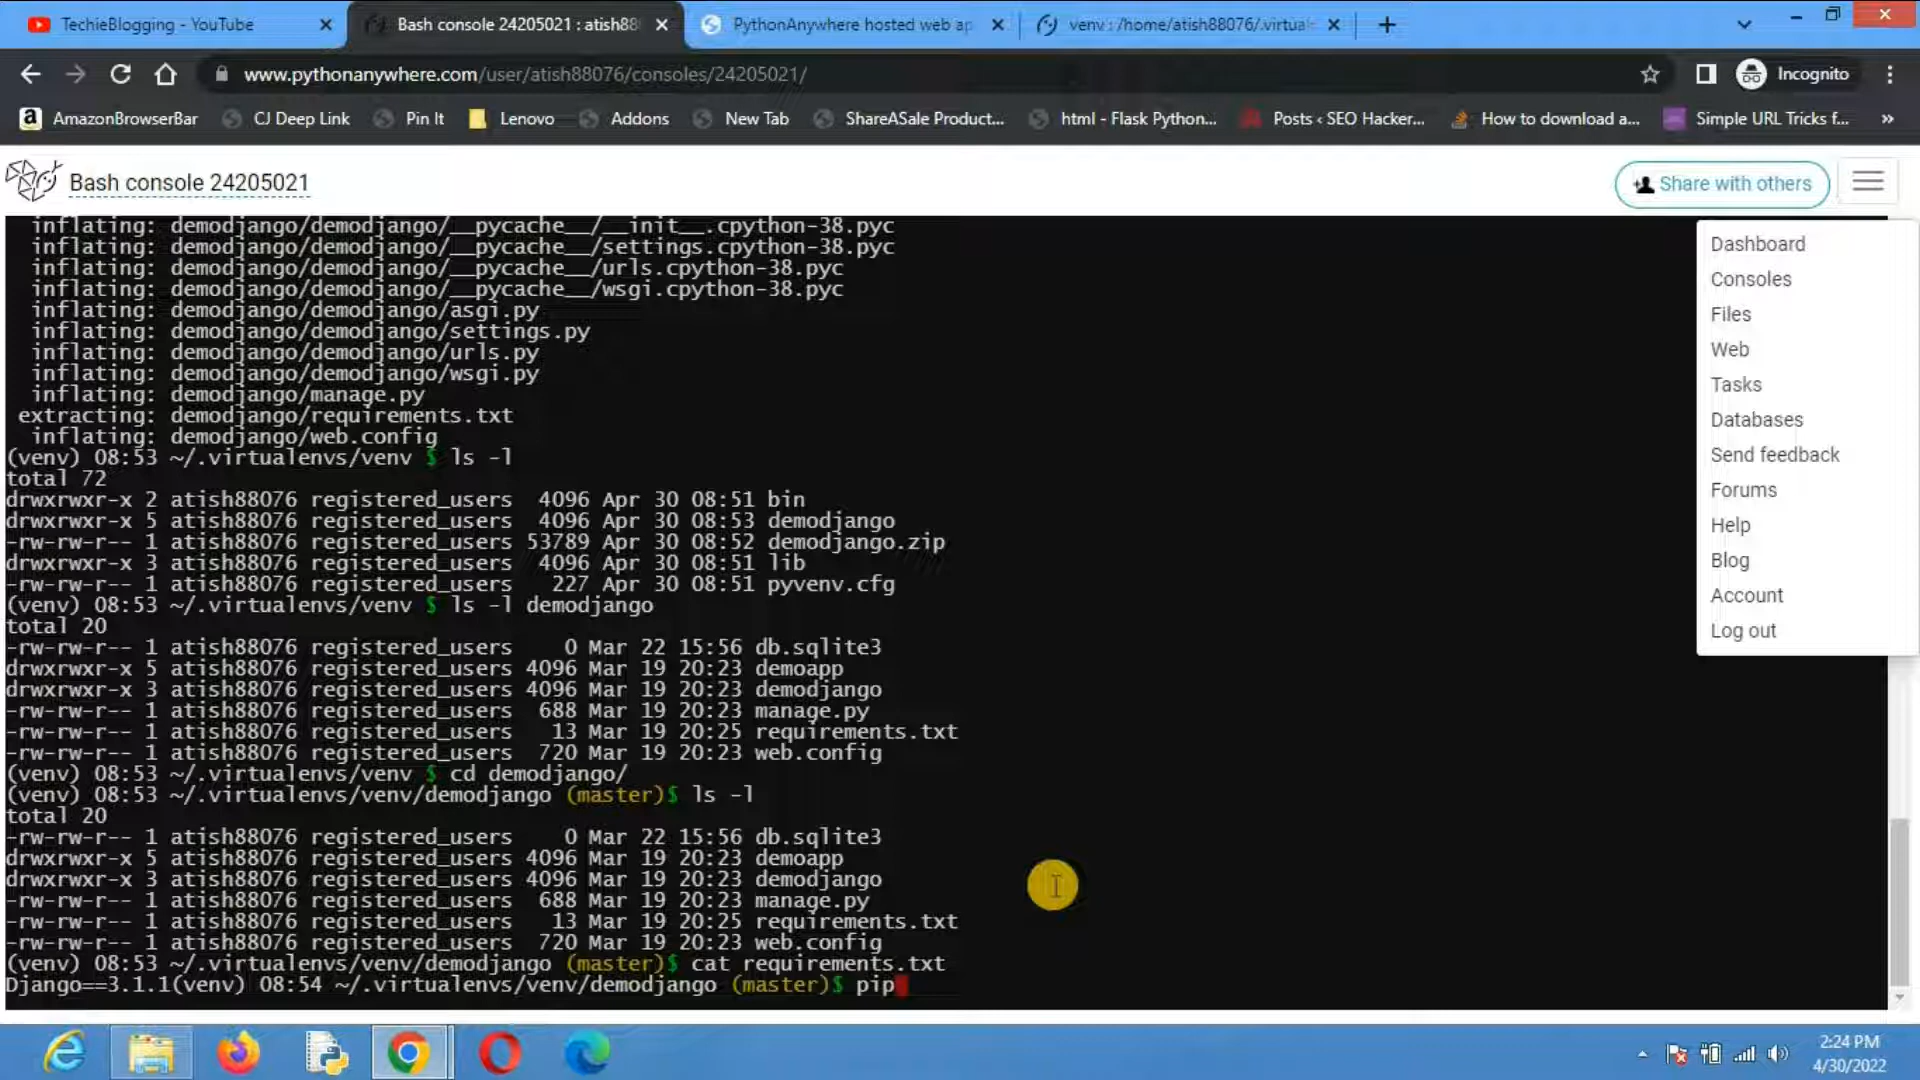 TechieBlogging - YouTube
Bash console 24205021 : atish88
PythonAnywhere hosted web ap
venv : /home/atish88076/.virtual
www.pythonanywhere.com/user/atish88076/consoles/24205021/
Incognito
AmazonBrowserBar
CJ Deep Link
Pin It
Lenovo
Addons
New Tab
ShareASale Product...
html - Flask Python...
Posts ‹ SEO Hacker...
How to download a...
Simple URL Tricks f...
»
Bash console 24205021
Share with others
inflating: demodjango/demodjango/__pycache__/__init__.cpython-38.pyc
inflating: demodjango/demodjango/__pycache__/settings.cpython-38.pyc
inflating: demodjango/demodjango/__pycache__/urls.cpython-38.pyc
inflating: demodjango/demodjango/__pycache__/wsgi.cpython-38.pyc
inflating: demodjango/demodjango/asgi.py
inflating: demodjango/demodjango/settings.py
inflating: demodjango/demodjango/urls.py
inflating: demodjango/demodjango/wsgi.py
inflating: demodjango/manage.py
extracting: demodjango/requirements.txt
inflating: demodjango/web.config
(venv) 08:53 ~/.virtualenvs/venv $ ls -l
total 72
drwxrwxr-x 2 atish88076 registered_users  4096 Apr 30 08:51 bin
drwxrwxr-x 5 atish88076 registered_users  4096 Apr 30 08:53 demodjango
-rw-rw-r-- 1 atish88076 registered_users 53789 Apr 30 08:52 demodjango.zip
drwxrwxr-x 3 atish88076 registered_users  4096 Apr 30 08:51 lib
-rw-rw-r-- 1 atish88076 registered_users   227 Apr 30 08:51 pyvenv.cfg
(venv) 08:53 ~/.virtualenvs/venv $ ls -l demodjango
total 20
-rw-rw-r-- 1 atish88076 registered_users    0 Mar 22 15:56 db.sqlite3
drwxrwxr-x 5 atish88076 registered_users 4096 Mar 19 20:23 demoapp
drwxrwxr-x 3 atish88076 registered_users 4096 Mar 19 20:23 demodjango
-rw-rw-r-- 1 atish88076 registered_users  688 Mar 19 20:23 manage.py
-rw-rw-r-- 1 atish88076 registered_users   13 Mar 19 20:25 requirements.txt
-rw-rw-r-- 1 atish88076 registered_users  720 Mar 19 20:23 web.config
(venv) 08:53 ~/.virtualenvs/venv $ cd demodjango/
(venv) 08:53 ~/.virtualenvs/venv/demodjango (master)$ ls -l
total 20
-rw-rw-r-- 1 atish88076 registered_users    0 Mar 22 15:56 db.sqlite3
drwxrwxr-x 5 atish88076 registered_users 4096 Mar 19 20:23 demoapp
drwxrwxr-x 3 atish88076 registered_users 4096 Mar 19 20:23 demodjango
-rw-rw-r-- 1 atish88076 registered_users  688 Mar 19 20:23 manage.py
-rw-rw-r-- 1 atish88076 registered_users   13 Mar 19 20:25 requirements.txt
-rw-rw-r-- 1 atish88076 registered_users  720 Mar 19 20:23 web.config
(venv) 08:53 ~/.virtualenvs/venv/demodjango (master)$ cat requirements.txt
Django==3.1.1(venv) 08:54 ~/.virtualenvs/venv/demodjango (master)$ pip
Dashboard
Consoles
Files
Web
Tasks
Databases
Send feedback
Forums
Help
Blog
Account
Log out
2:24 PM
4/30/2022